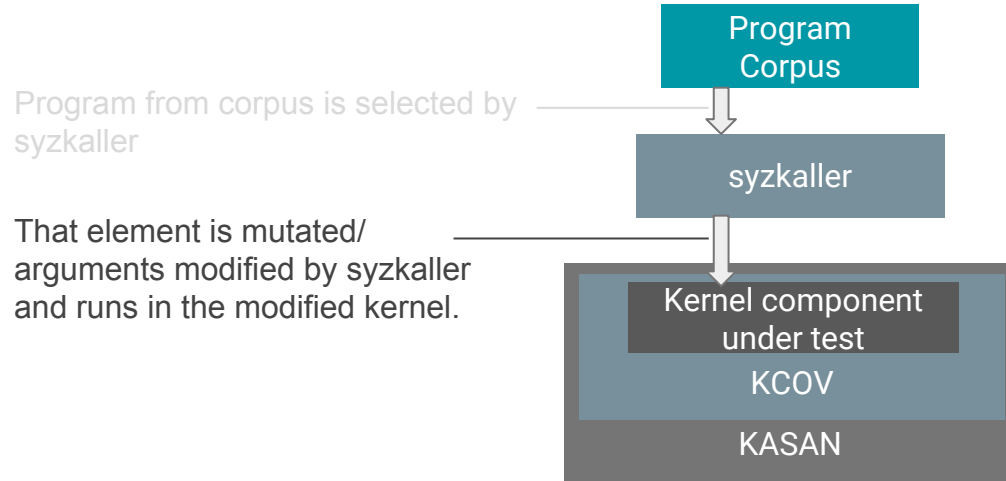 Program
Corpus
Program from corpus is selected by
syzkaller
syzkaller
That element is mutated/
arguments modified by syzkaller
and runs in the modified kernel.
Kernel component
under test
KCOV
KASAN